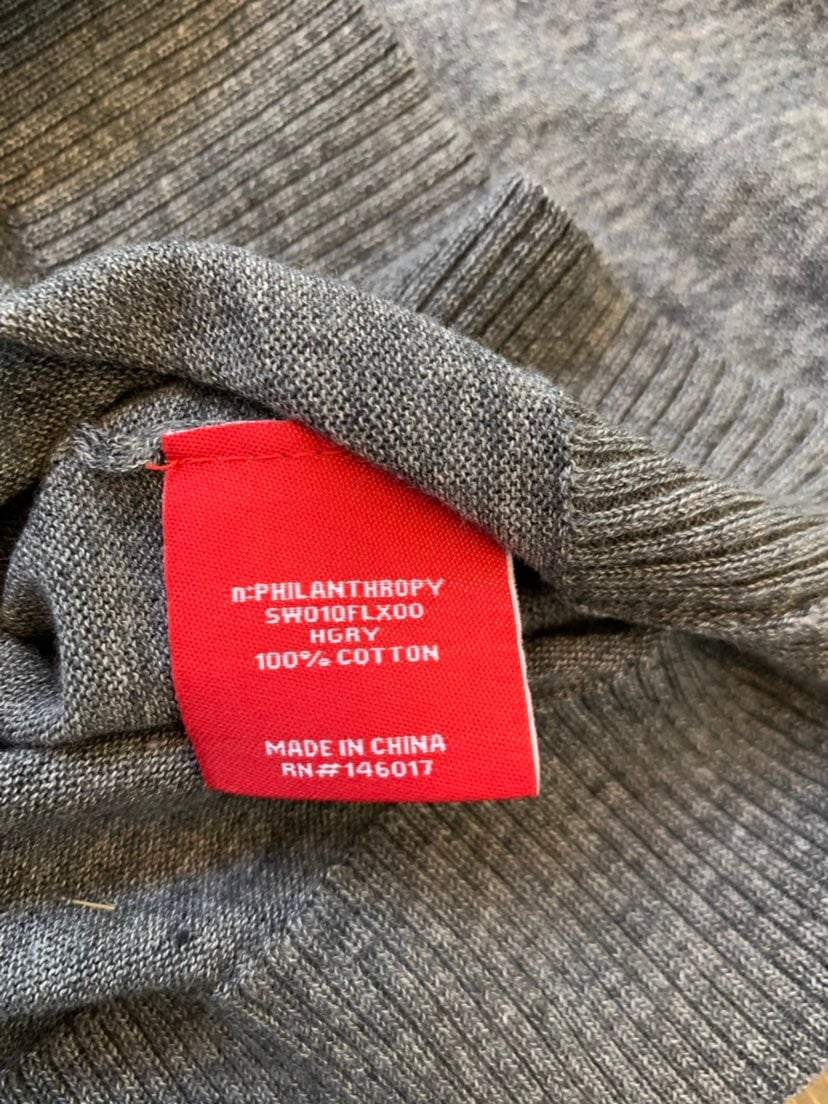 n:PHILANTHROPY
SW010FLX00
HGRY
100% COTTON
MADE IN CHINA
RN#146017